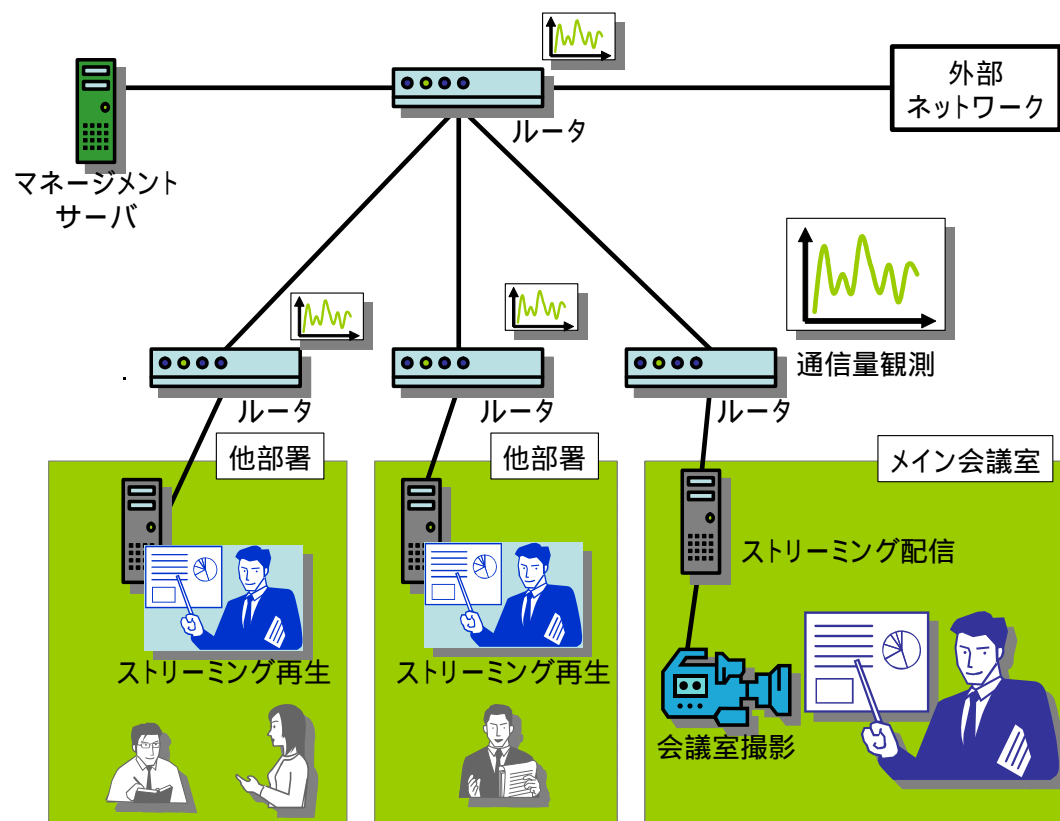 外部
ネットワーク
ルータ
マネージメント
サーバ
通信量観測
ルータ
ルータ
ルータ
他部署
他部署
メイン会議室
ストリーミング配信
ストリーミング再生
ストリーミング再生
会議室撮影